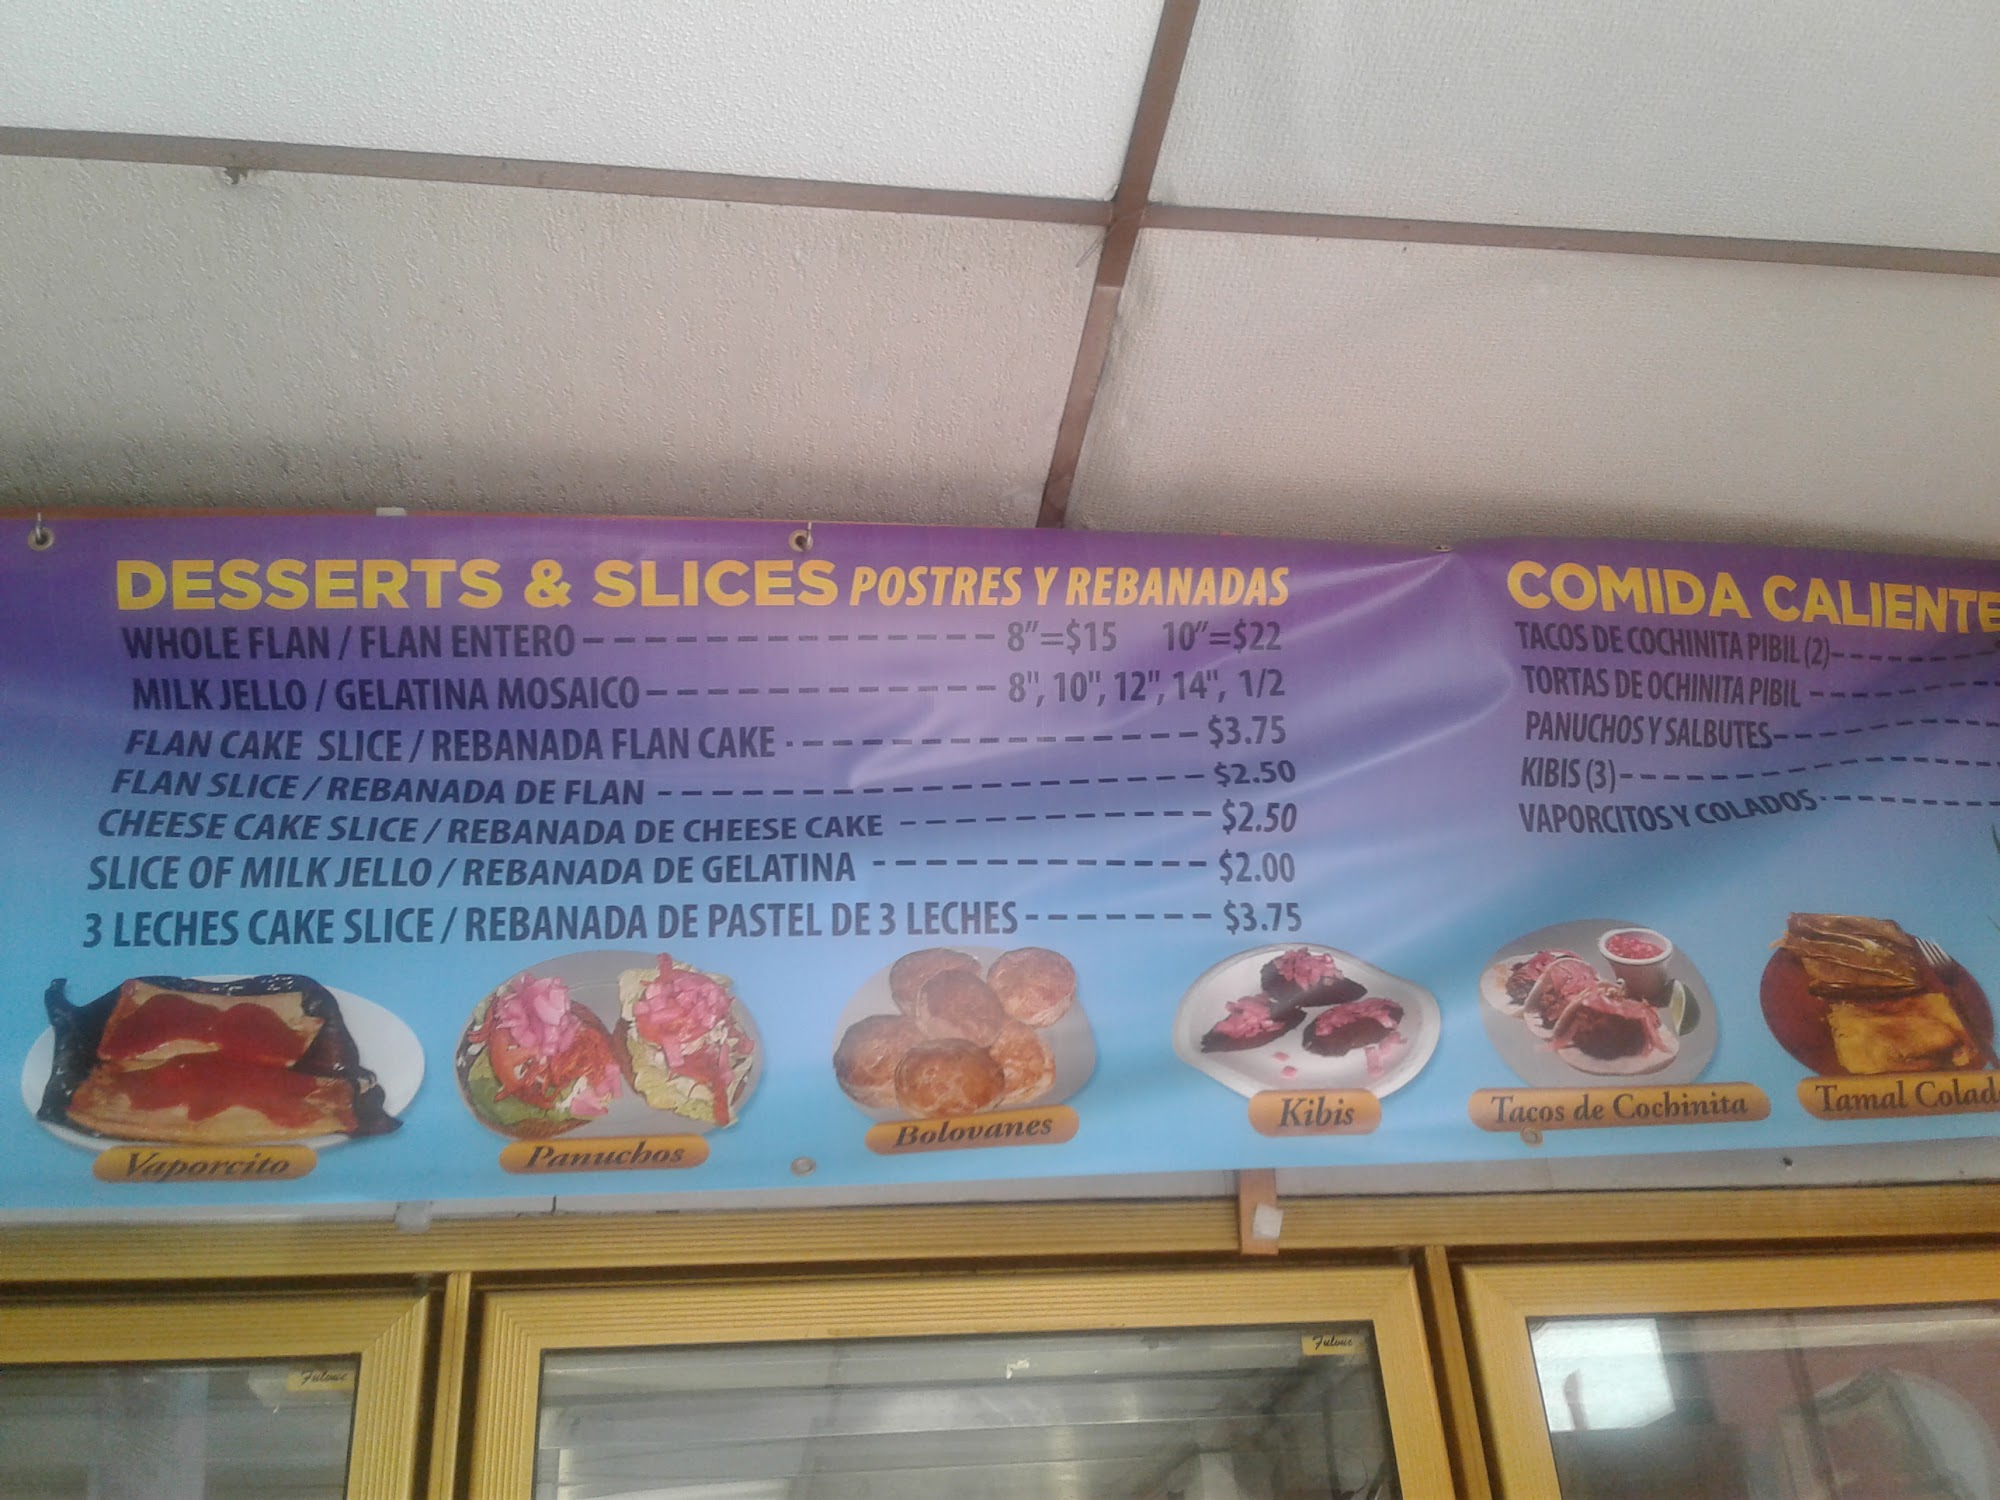 DESSERTS & SLICES POSTRES Y REBANADAS
WHOLE FLAN / FLAN ENTERO 8"=$15 10"=$22
MILK JELLO / GELATINA MOSAICO 8", 10", 12", 14", 1/2
FLAN CAKE SLICE / REBANADA FLAN CAKE $3.75
FLAN SLICE / REBANADA DE FLAN $2.50
CHEESE CAKE SLICE / REBANADA DE CHEESE CAKE $2.50
SLICE OF MILK JELLO / REBANADA DE GELATINA $2.00
3 LECHES CAKE SLICE / REBANADA DE PASTEL DE 3 LECHES $3.75
COMIDA CALIENTE
TACOS DE COCHINITA PIBIL (2)
TORTAS DE OCHINITA PIBIL
PANUCHOS Y SALBUTES
KIBIS (3)
VAPORCITOS Y COLADOS
Vaporcito
Panuchos
Bolovanes
Kibis
Tacos de Cochinita
Tamal Colad